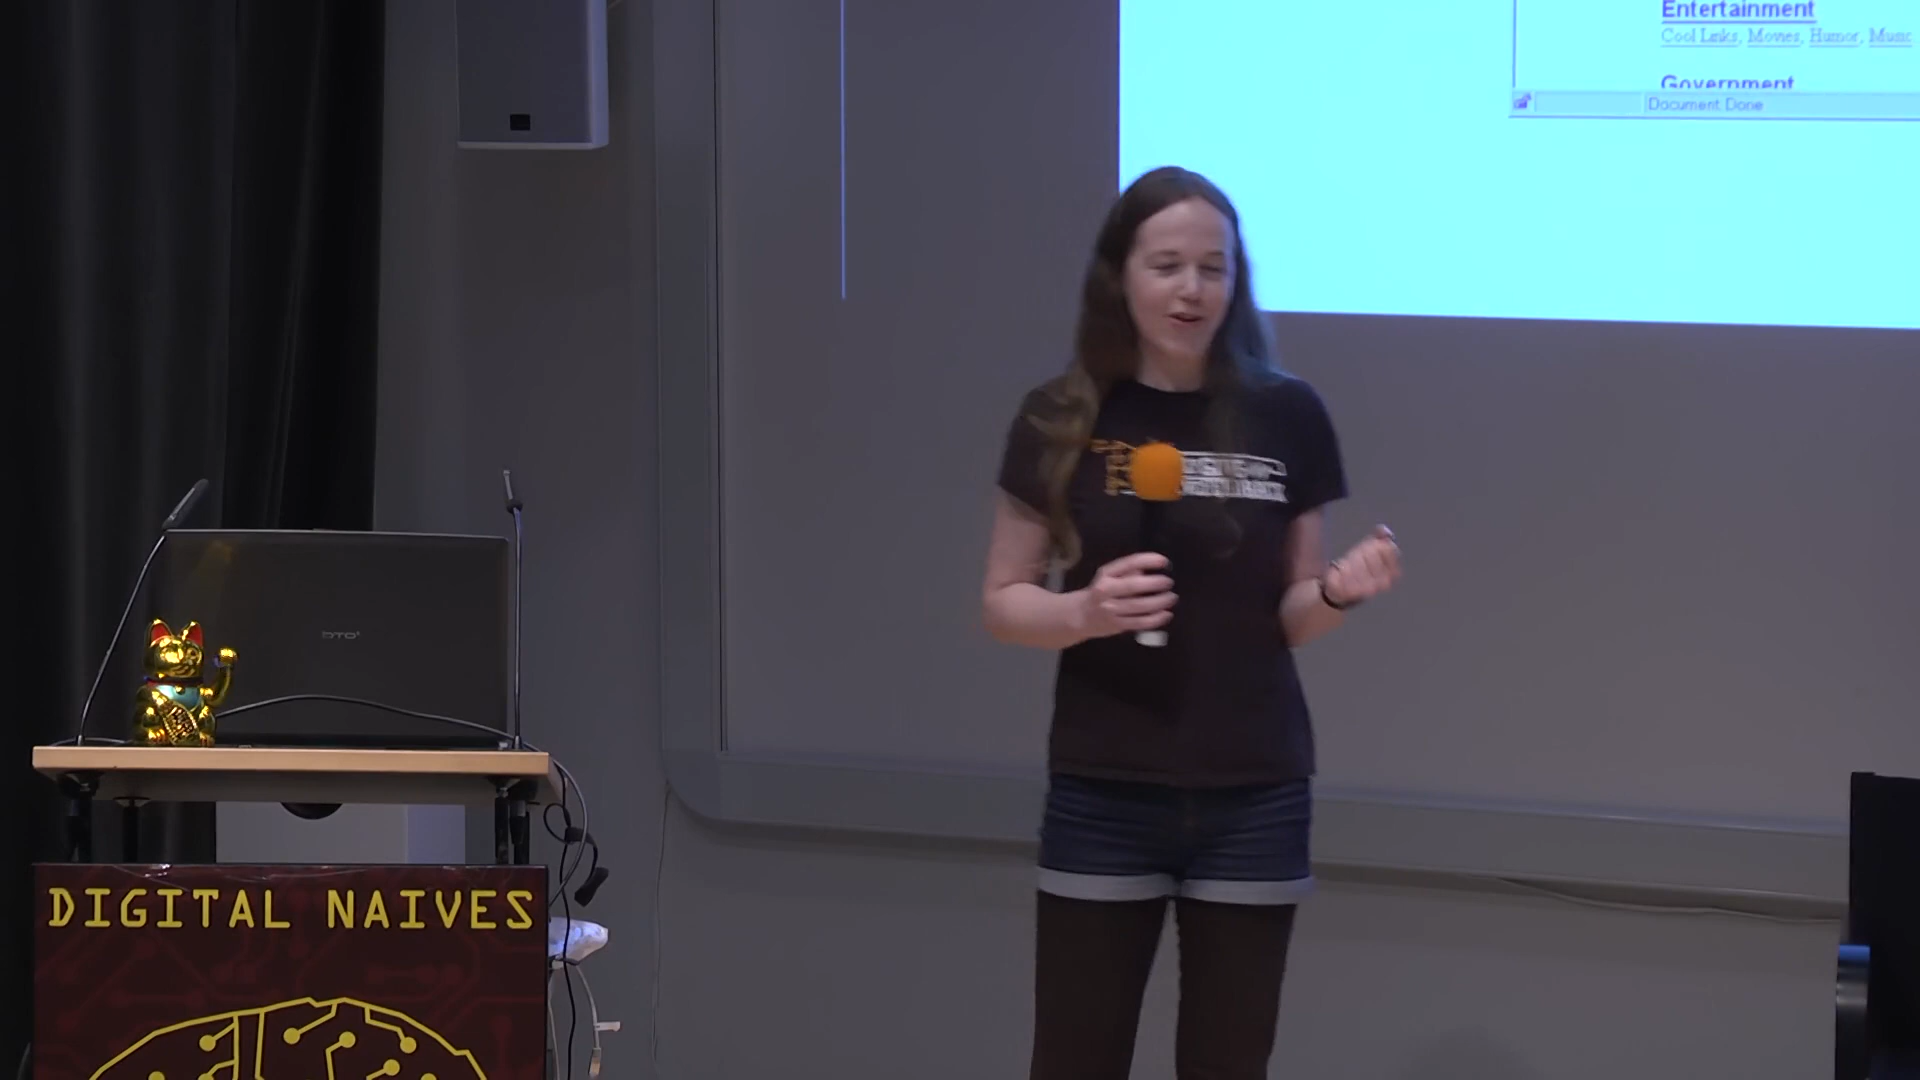 Entertainment
Cool Links, Movies, Humor, Music
Government
Document Done
DIGITAL NAIVES